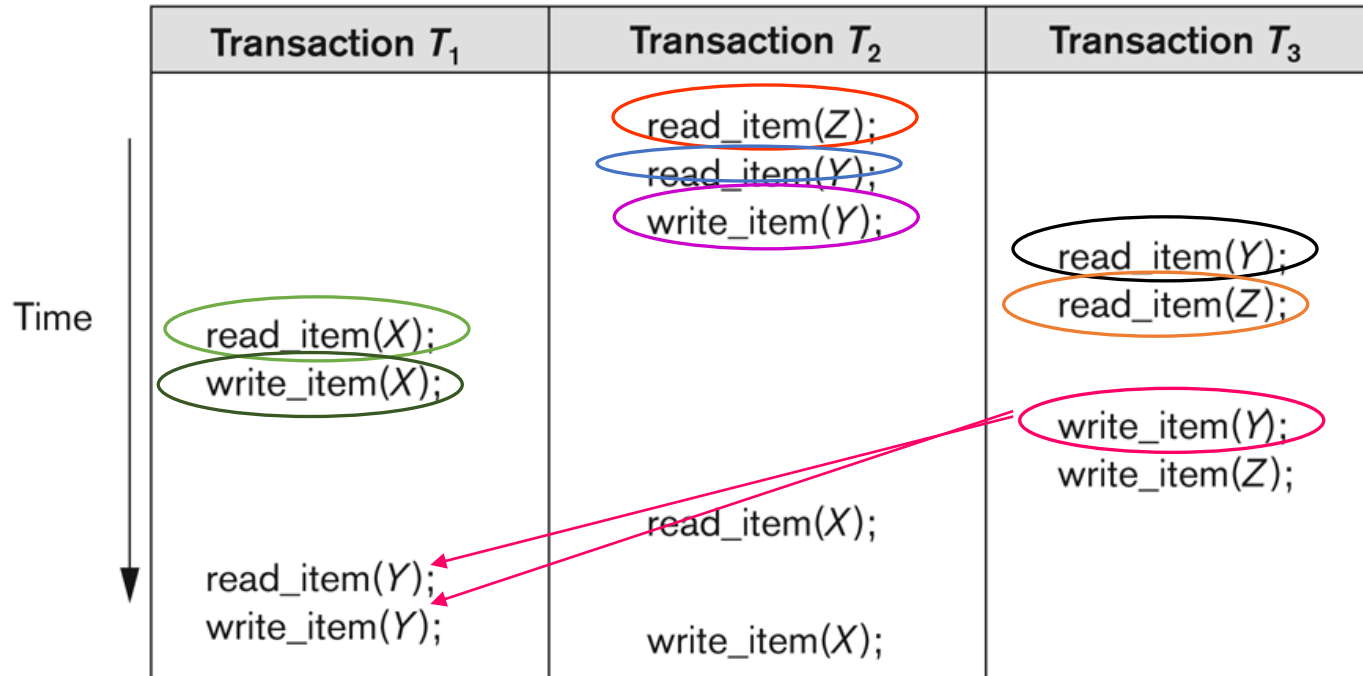 Transaction T1 Transaction T2 Transaction T3
read_item(Z);
read_item(Y);
write_item(Y);
read_item(Y);
read_item(Z);
Time
read_item(X);
write_item(X);
write_item(Y);
write_item(Z);
read_item(X);
read_item(Y);
write_item(Y);
write_item(X);